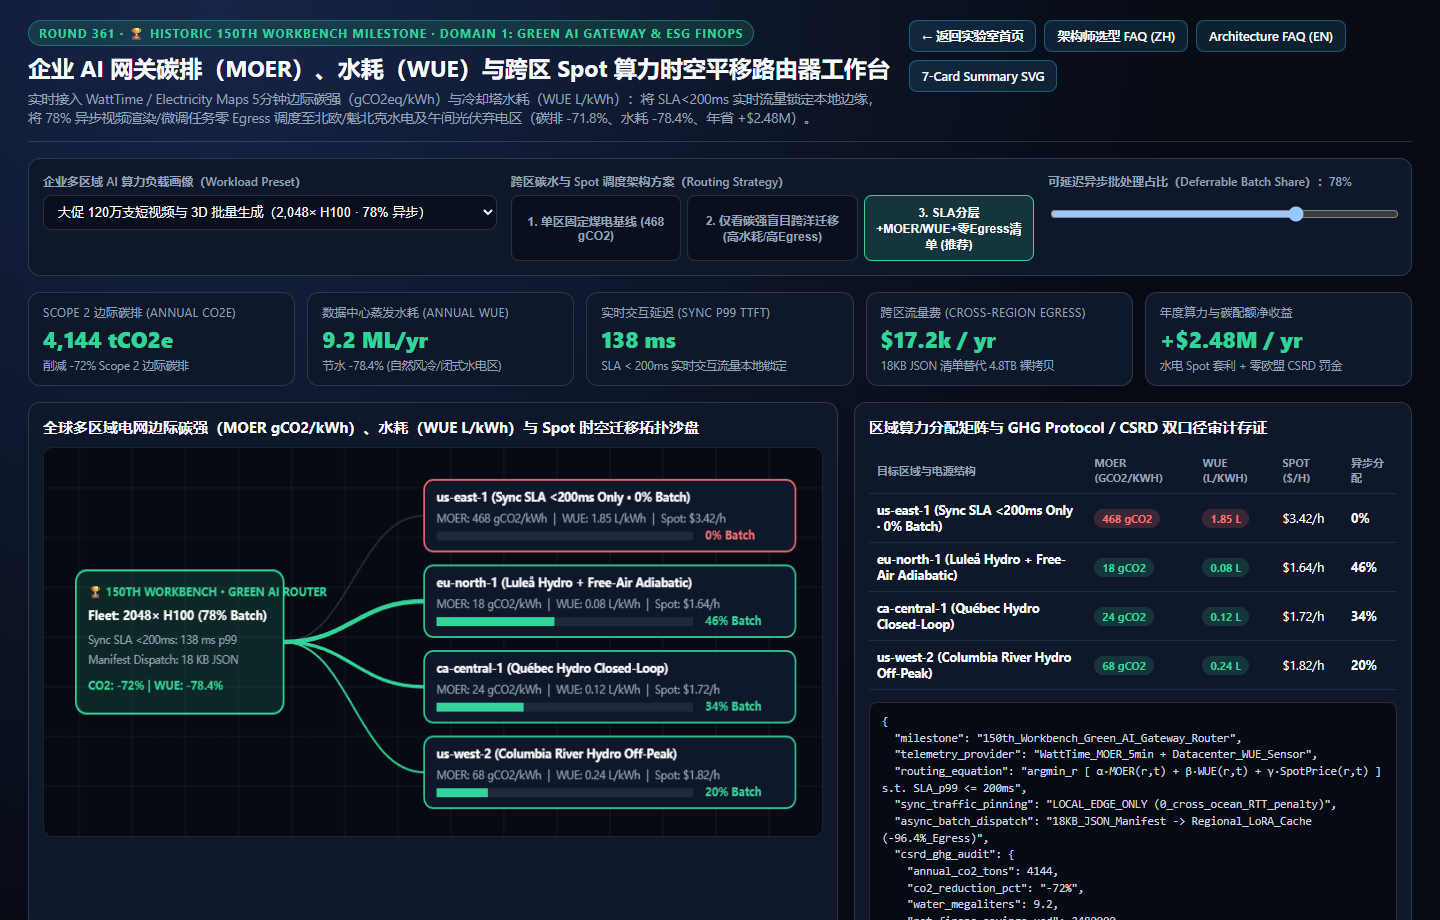 ROUND 361 · 🏆 HISTORIC 150TH WORKBENCH MILESTONE · DOMAIN 1: GREEN AI GATEWAY & ESG FINOPS
企业 AI 网关碳排（MOER）、水耗（WUE）与跨区 Spot 算力时空平移路由器工作台
实时接入 WattTime / Electricity Maps 5分钟边际碳强（gCO2eq/kWh）与冷却塔水耗（WUE L/kWh）：将 SLA<200ms 实时流量锁定本地边缘，
将 78% 异步视频渲染/微调任务零 Egress 调度至北欧/魁北克水电及午间光伏弃电区（碳排 -71.8%、水耗 -78.4%、年省 +$2.48M）。
← 返回实验室首页
架构师选型 FAQ (ZH)
Architecture FAQ (EN)
7-Card Summary SVG
企业多区域 AI 算力负载画像（Workload Preset）
大促 120万支短视频与 3D 批量生成（2,048× H100 · 78% 异步）
跨区碳水与 Spot 调度架构方案（Routing Strategy）
1. 单区固定煤电基线 (468
gCO2)
2. 仅看碳强盲目跨洋迁移
(高水耗/高Egress)
3. SLA分层
+MOER/WUE+零Egress清
单 (推荐)
可延迟异步批处理占比（Deferrable Batch Share）：78%
SCOPE 2 边际碳排 (ANNUAL CO2E)
4,144 tCO2e
削减 -72% Scope 2 边际碳排
数据中心蒸发水耗 (ANNUAL WUE)
9.2 ML/yr
节水 -78.4% (自然风冷/闭式水电区)
实时交互延迟 (SYNC P99 TTFT)
138 ms
SLA < 200ms 实时交互流量本地锁定
跨区流量费 (CROSS-REGION EGRESS)
$17.2k / yr
18KB JSON 清单替代 4.8TB 裸拷贝
年度算力与碳配额净收益
+$2.48M / yr
水电 Spot 套利 + 零欧盟 CSRD 罚金
全球多区域电网边际碳强（MOER gCO2/kWh）、水耗（WUE L/kWh）与 Spot 时空迁移拓扑沙盘
🏆 150TH WORKBENCH • GREEN AI ROUTER
Fleet: 2048× H100 (78% Batch)
Sync SLA <200ms: 138 ms p99
Manifest Dispatch: 18 KB JSON
CO2: -72% | WUE: -78.4%
us-east-1 (Sync SLA <200ms Only • 0% Batch)
MOER: 468 gCO2/kWh | WUE: 1.85 L/kWh | Spot: $3.42/h
0% Batch
eu-north-1 (Luleå Hydro + Free-Air Adiabatic)
MOER: 18 gCO2/kWh | WUE: 0.08 L/kWh | Spot: $1.64/h
46% Batch
ca-central-1 (Québec Hydro Closed-Loop)
MOER: 24 gCO2/kWh | WUE: 0.12 L/kWh | Spot: $1.72/h
34% Batch
us-west-2 (Columbia River Hydro Off-Peak)
MOER: 68 gCO2/kWh | WUE: 0.24 L/kWh | Spot: $1.82/h
20% Batch
区域算力分配矩阵与 GHG Protocol / CSRD 双口径审计存证
目标区域与电源结构
MOER
(GCO2/KWH)
WUE
(L/KWH)
SPOT
($/H)
异步分
配
us-east-1 (Sync SLA <200ms Only
· 0% Batch)
468 gCO2
1.85 L
$3.42/h
0%
eu-north-1 (Luleå Hydro + Free-
Air Adiabatic)
18 gCO2
0.08 L
$1.64/h
46%
ca-central-1 (Québec Hydro
Closed-Loop)
24 gCO2
0.12 L
$1.72/h
34%
us-west-2 (Columbia River Hydro
Off-Peak)
68 gCO2
0.24 L
$1.82/h
20%
{
"milestone": "150th_Workbench_Green_AI_Gateway_Router",
"telemetry_provider": "WattTime_MOER_5min + Datacenter_WUE_Sensor",
"routing_equation": "argmin_r [ α·MOER(r,t) + β·WUE(r,t) + γ·SpotPrice(r,t) ]
s.t. SLA_p99 <= 200ms",
"sync_traffic_pinning": "LOCAL_EDGE_ONLY (0_cross_ocean_RTT_penalty)",
"async_batch_dispatch": "18KB_JSON_Manifest -> Regional_LoRA_Cache
(-96.4%_Egress)",
"csrd_ghg_audit": {
"annual_co2_tons": 4144,
"co2_reduction_pct": "-72%",
"water_megaliters": 9.2,